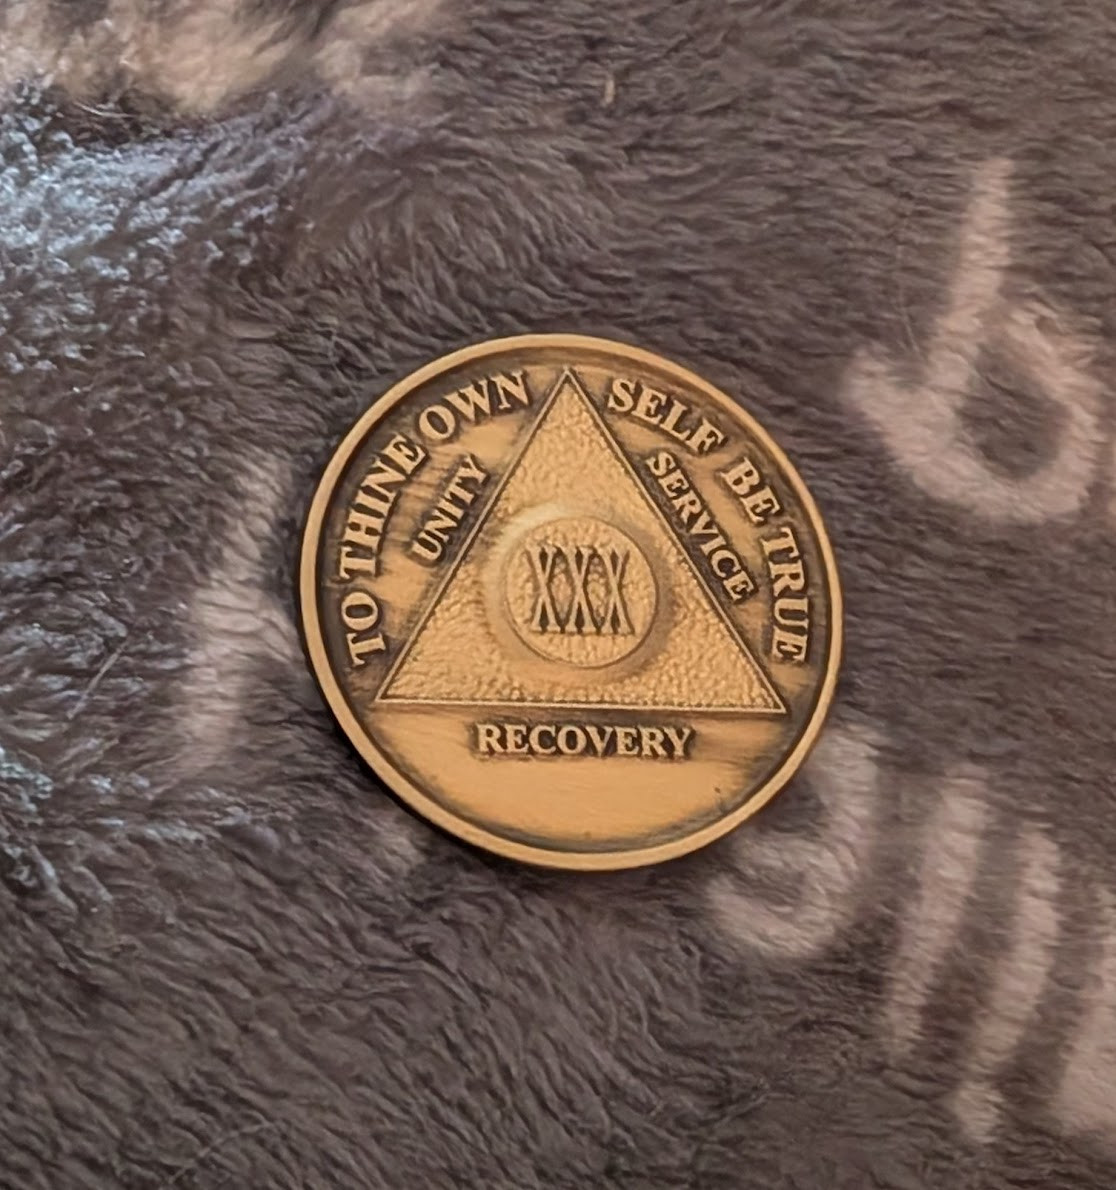 TO THINE OWN SELF BE TRUE
UNITY
SERVICE
XXX
RECOVERY